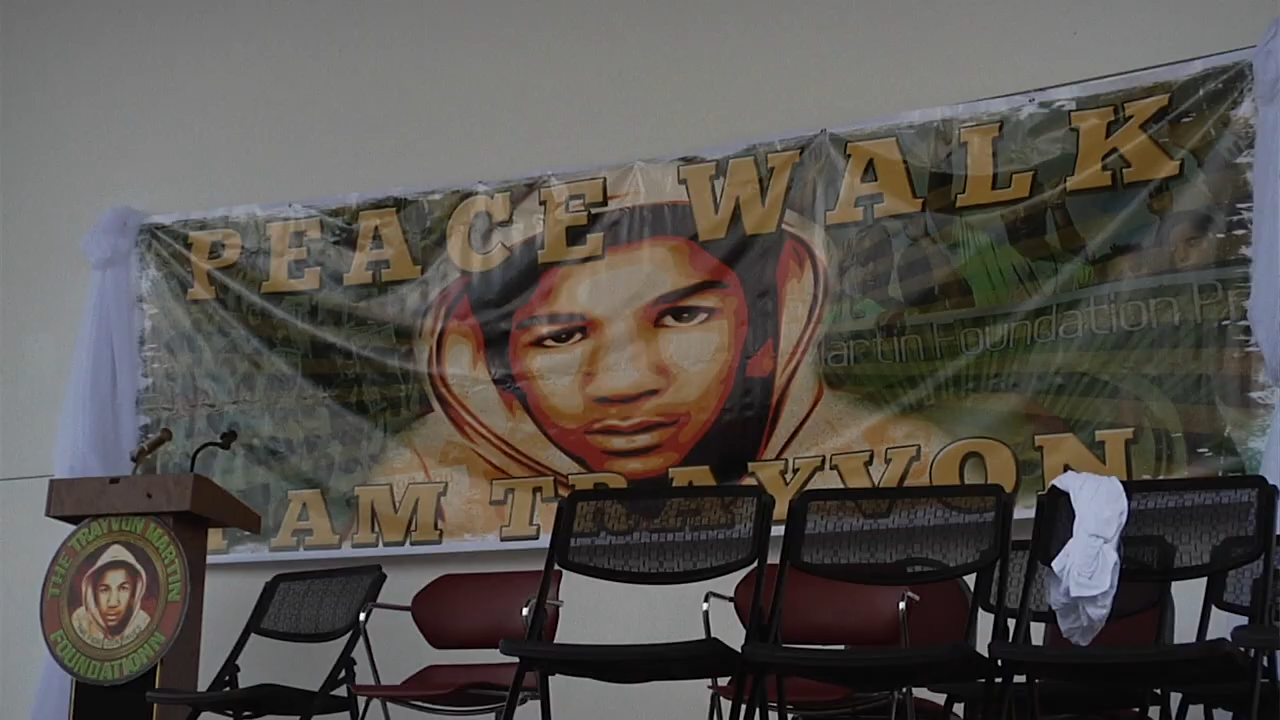 PEACE WALK
artin Foundation Pr
I AM TRAYVON
THE TRAYVON MARTIN
FOUNDATION